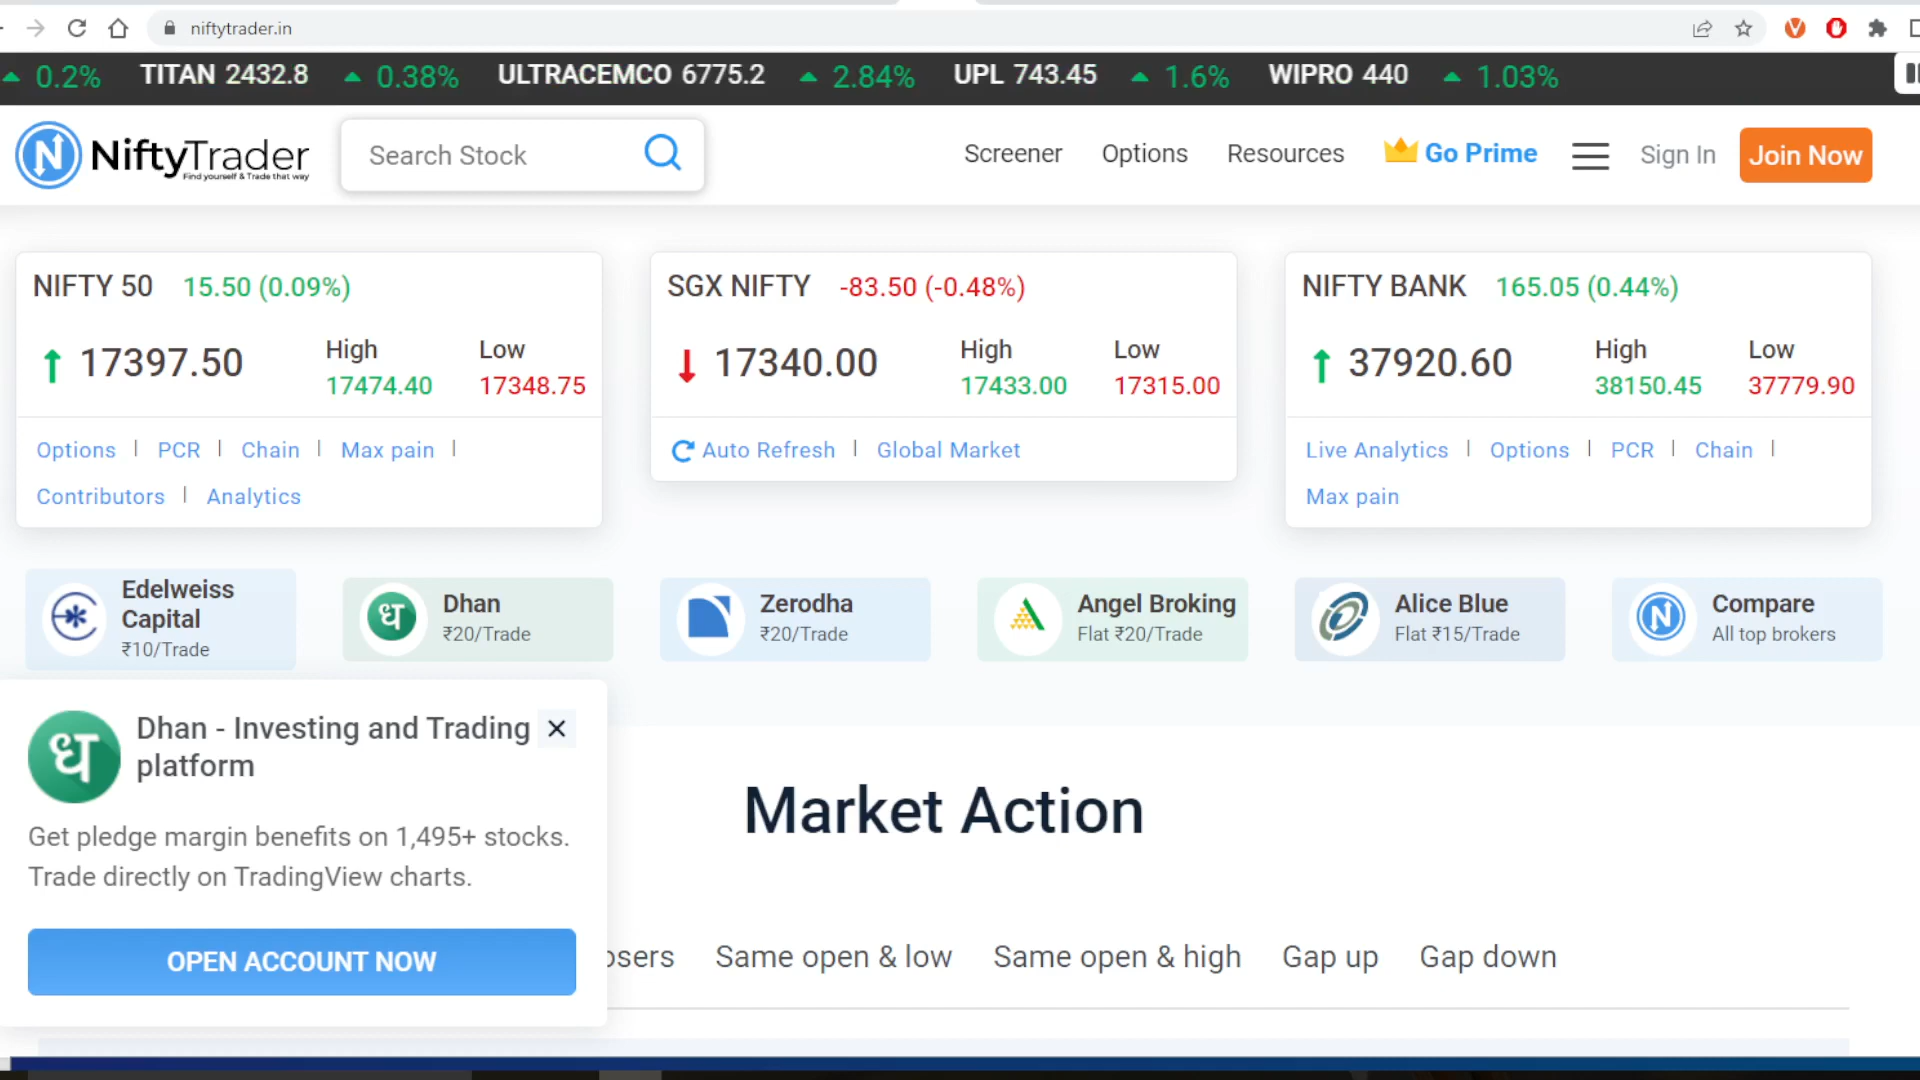 niftytrader.in
0.2% TITAN 2432.8 0.38% ULTRACEMCO 6775.2 2.84% UPL 743.45 1.6% WIPRO 440 1.03%
NiftyTrader
Find yourself & Trade that way
Search Stock
Screener Options Resources Go Prime Sign In Join Now
NIFTY 50 15.50 (0.09%)
17397.50
High
17474.40
Low
17348.75
Options | PCR | Chain | Max pain |
Contributors | Analytics
SGX NIFTY -83.50 (-0.48%)
17340.00
High
17433.00
Low
17315.00
Auto Refresh | Global Market
NIFTY BANK 165.05 (0.44%)
37920.60
High
38150.45
Low
37779.90
Live Analytics | Options | PCR | Chain |
Max pain
Edelweiss
Capital
₹10/Trade
ध
Dhan
₹20/Trade
Zerodha
₹20/Trade
Angel Broking
Flat ₹20/Trade
Alice Blue
Flat ₹15/Trade
Compare
All top brokers
ध
Dhan - Investing and Trading
platform
Get pledge margin benefits on 1,495+ stocks.
Trade directly on TradingView charts.
OPEN ACCOUNT NOW
Market Action
osers Same open & low Same open & high Gap up Gap down